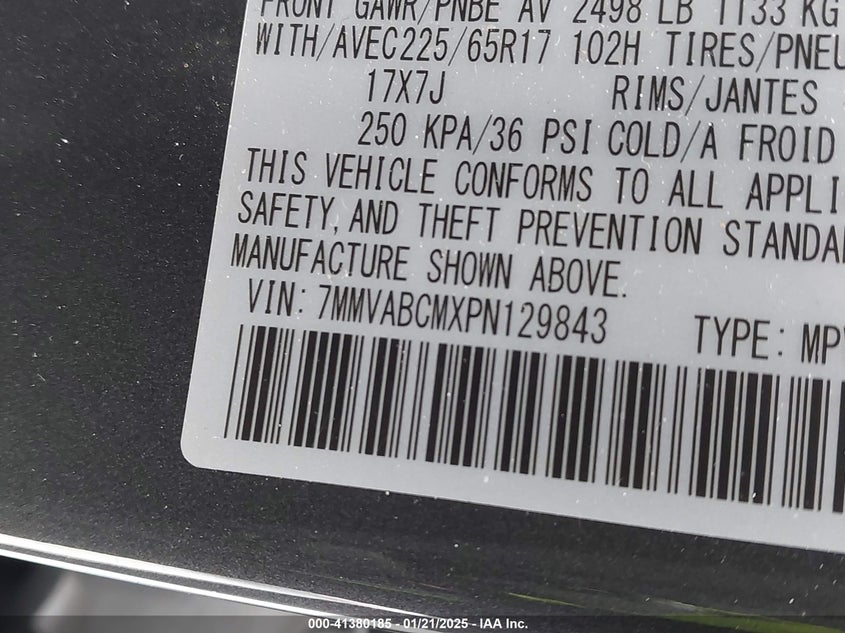 FRONT GAWR/PNBE AV 2498 LB 1133 KG
WITH/AVEC225/65R17 102H TIRES/PNEU
17X7J RIMS/JANTES
250 KPA/36 PSI COLD/A FROID
THIS VEHICLE CONFORMS TO ALL APPLI
SAFETY, AND THEFT PREVENTION STANDA
MANUFACTURE SHOWN ABOVE.
VIN: 7MMVABCMXPN129843 TYPE: MPV
000-41380185 - 01/21/2025 - IAA Inc.